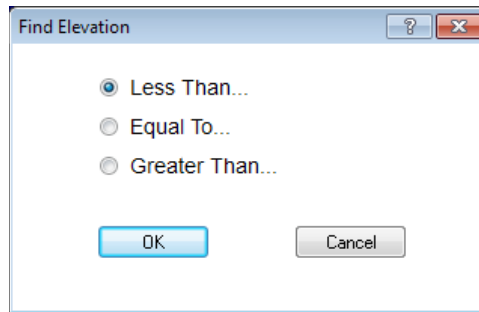 Find Elevation
?
Less Than...
Equal To...
Greater Than...
OK
Cancel